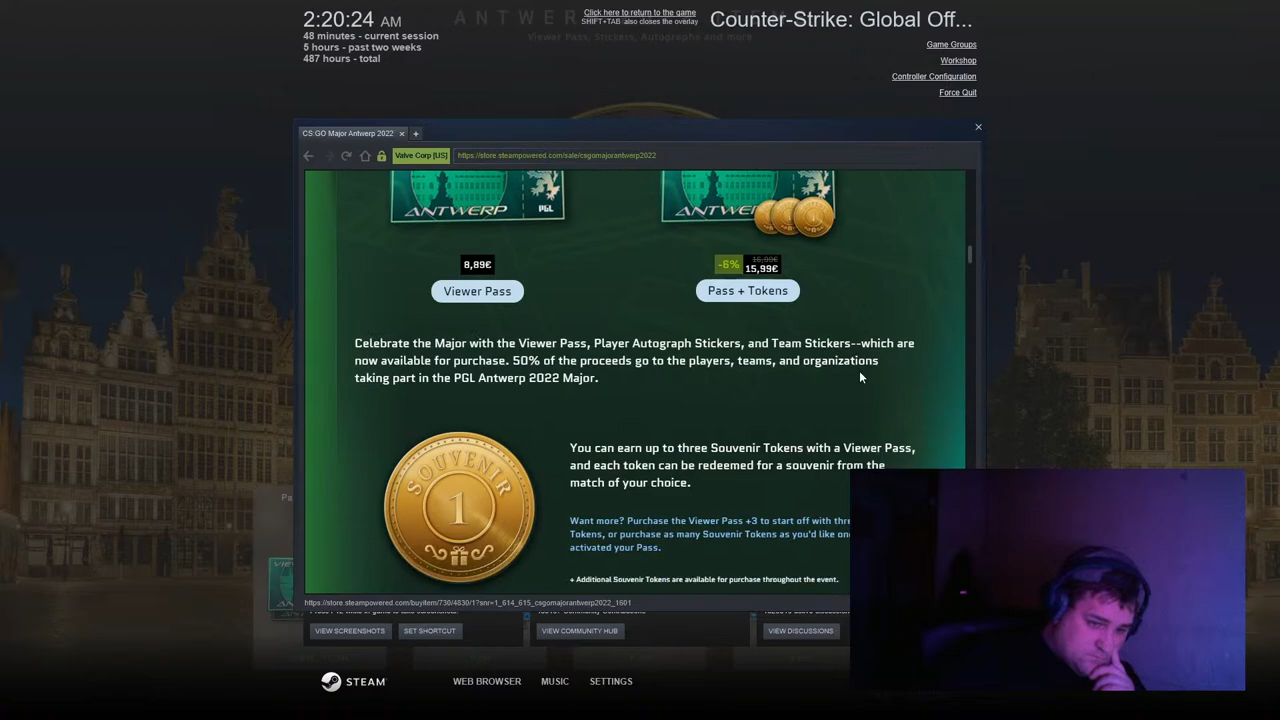 2:20:24 AM
48 minutes - current session
5 hours - past two weeks
487 hours - total
Click here to return to the game
SHIFT+TAB also closes the overlay
Counter-Strike: Global Off...
Game Groups
Workshop
Controller Configuration
Force Quit
Viewer Pass, Stickers, Autographs and more
CS:GO Major Antwerp 2022
Valve Corp [US]
https://store.steampowered.com/sale/csgomajorantwerp2022
ANTWERP PGL
ANTWERP
8,89€
-6% 16,99€
15,99€
Viewer Pass
Pass + Tokens
Celebrate the Major with the Viewer Pass, Player Autograph Stickers, and Team Stickers--which are
now available for purchase. 50% of the proceeds go to the players, teams, and organizations
taking part in the PGL Antwerp 2022 Major.
SOUVENIR
1
You can earn up to three Souvenir Tokens with a Viewer Pass,
and each token can be redeemed for a souvenir from the
match of your choice.
Want more? Purchase the Viewer Pass +3 to start off with thre
Tokens, or purchase as many Souvenir Tokens as you'd like on
activated your Pass.
+ Additional Souvenir Tokens are available for purchase throughout the event.
https://store.steampowered.com/buyitem/730/4830/1?snr=1_614_615_csgomajorantwerp2022_1601
VIEW SCREENSHOTS
SET SHORTCUT
VIEW COMMUNITY HUB
VIEW DISCUSSIONS
STEAM
WEB BROWSER
MUSIC
SETTINGS